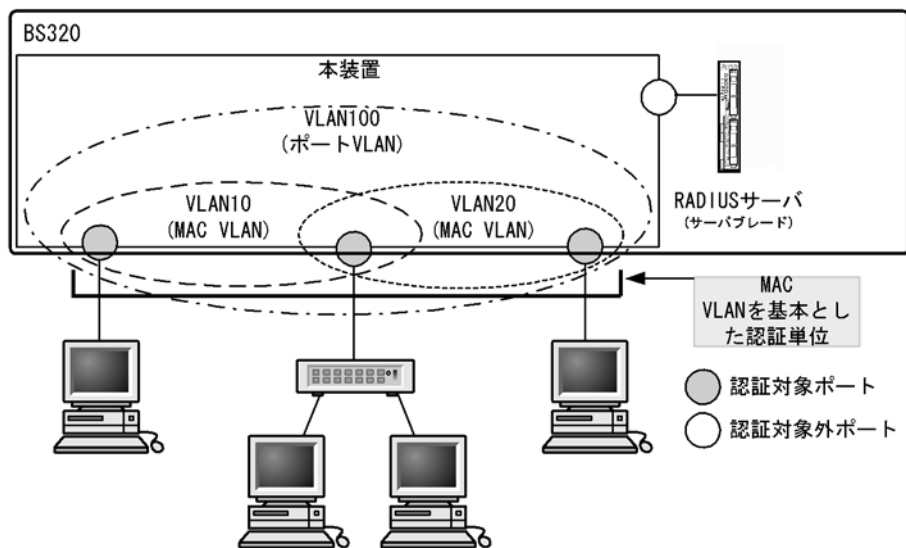 BS320
本装置
VLAN100
(ポートVLAN)
VLAN10
(MAC VLAN)
VLAN20
(MAC VLAN)
RADIUSサーバ
(サーバブレード)
MAC
VLANを基本とし
た認証単位
認証対象ポート
認証対象外ポート